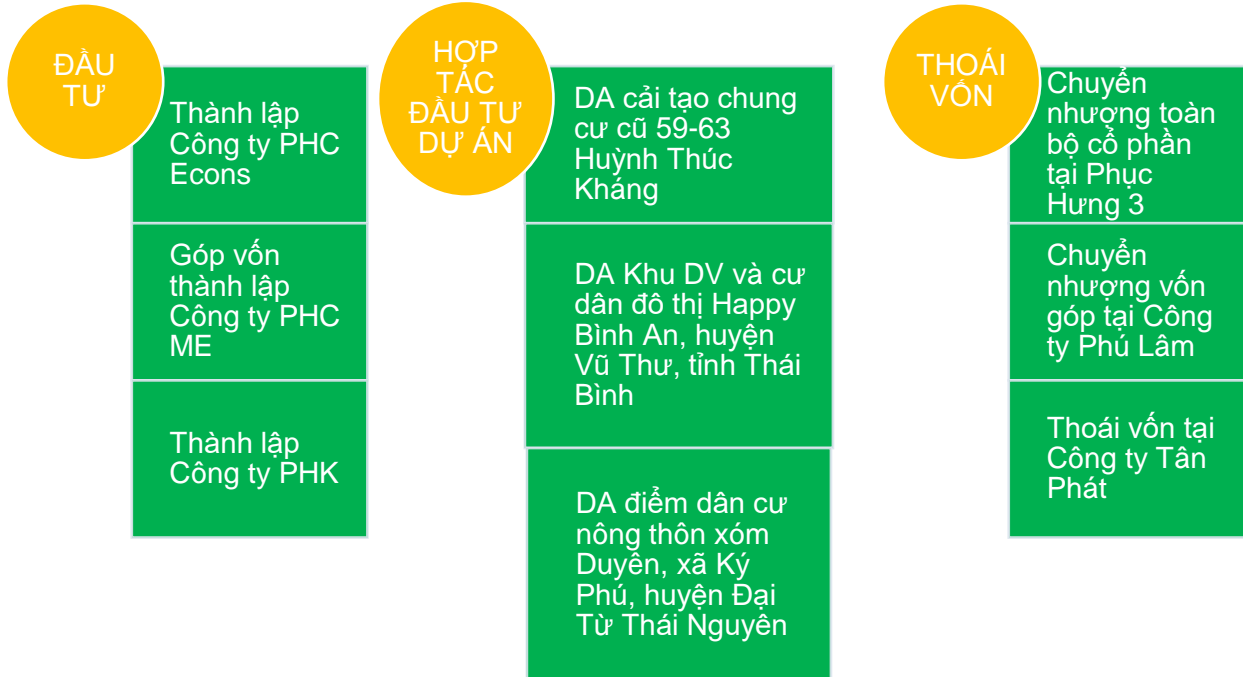 ĐẦU
TƯ
Thành lập
Công ty PHC
Econs
Góp vốn
thành lập
Công ty PHC
ME
Thành lập
Công ty PHK
HỢP
TÁC
ĐẦU TƯ
DỰ ÁN
DA cải tạo chung
cư cũ 59-63
Huỳnh Thúc
Kháng
DA Khu DV và cư
dân đô thị Happy
Bình An, huyện
Vũ Thư, tỉnh Thái
Bình
DA điểm dân cư
nông thôn xóm
Duyên, xã Ký
Phú, huyện Đại
Từ Thái Nguyên
THOÁI
VỐN
Chuyển
nhượng toàn
bộ cổ phần
tại Phục
Hưng 3
Chuyển
nhượng vốn
góp tại Công
ty Phú Lâm
Thoái vốn tại
Công ty Tân
Phát